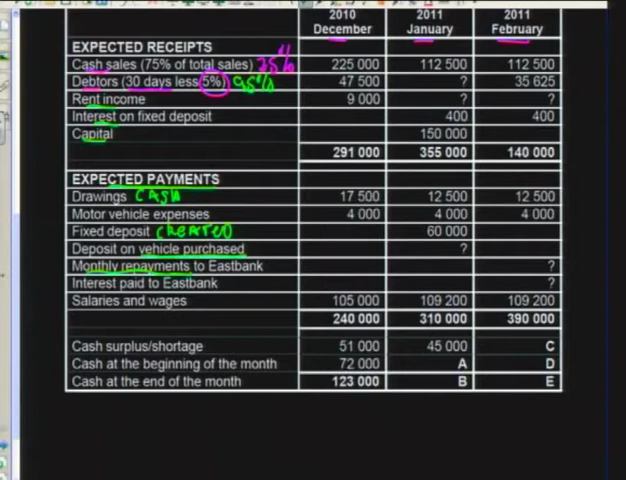 2010 2011 2011
December January February
EXPECTED RECEIPTS
Cash sales (75% of total sales) 25% 225 000 112 500 112 500
Debtors (30 days less 5%) 95% 47 500 ? 35 625
Rent income 9 000 ? ?
Interest on fixed deposit 400 400
Capital 150 000
291 000 355 000 140 000
EXPECTED PAYMENTS
Drawings CASH 17 500 12 500 12 500
Motor vehicle expenses 4 000 4 000 4 000
Fixed deposit (CREATED) 60 000
Deposit on vehicle purchased ?
Monthly repayments to Eastbank ?
Interest paid to Eastbank ?
Salaries and wages 105 000 109 200 109 200
240 000 310 000 390 000
Cash surplus/shortage 51 000 45 000 C
Cash at the beginning of the month 72 000 A D
Cash at the end of the month 123 000 B E